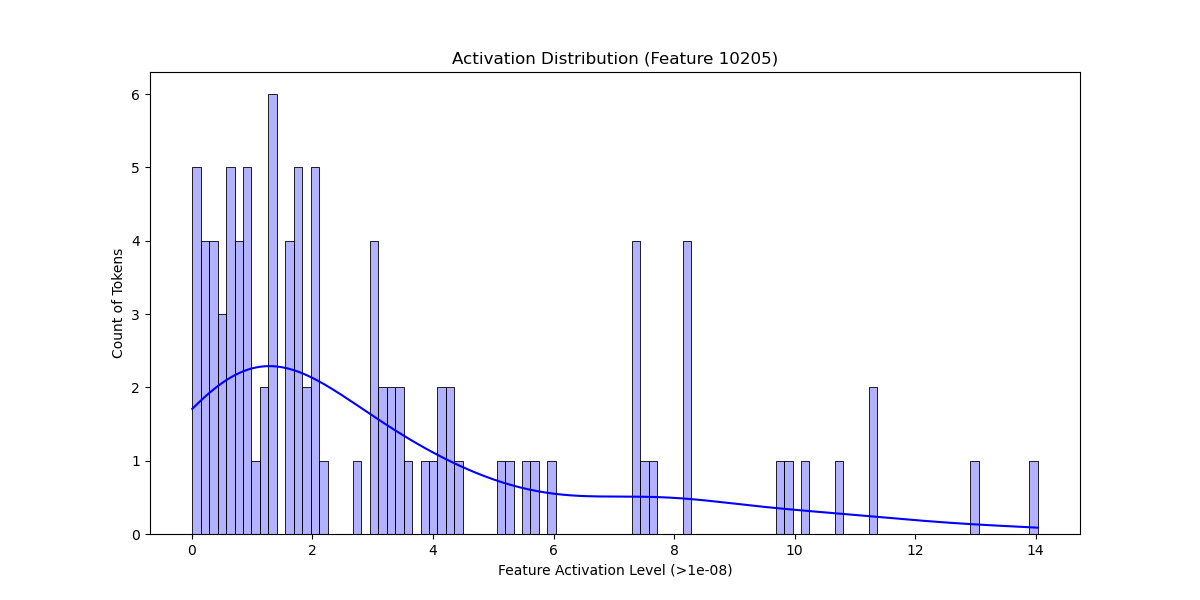 Activation Distribution (Feature 10205)
Count of Tokens
6
5
4
3
2
1
0
0 2 4 6 8 10 12 14
Feature Activation Level (>1e-08)